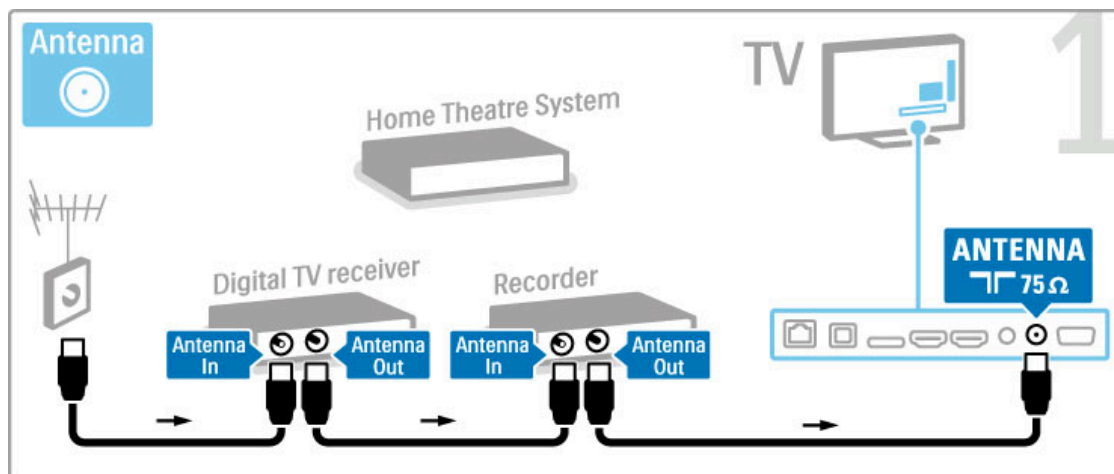 Antenna
TV
1
Home Theatre System
Digital TV receiver
Recorder
ANTENNA
75 Ω
Antenna
In
Antenna
Out
Antenna
In
Antenna
Out